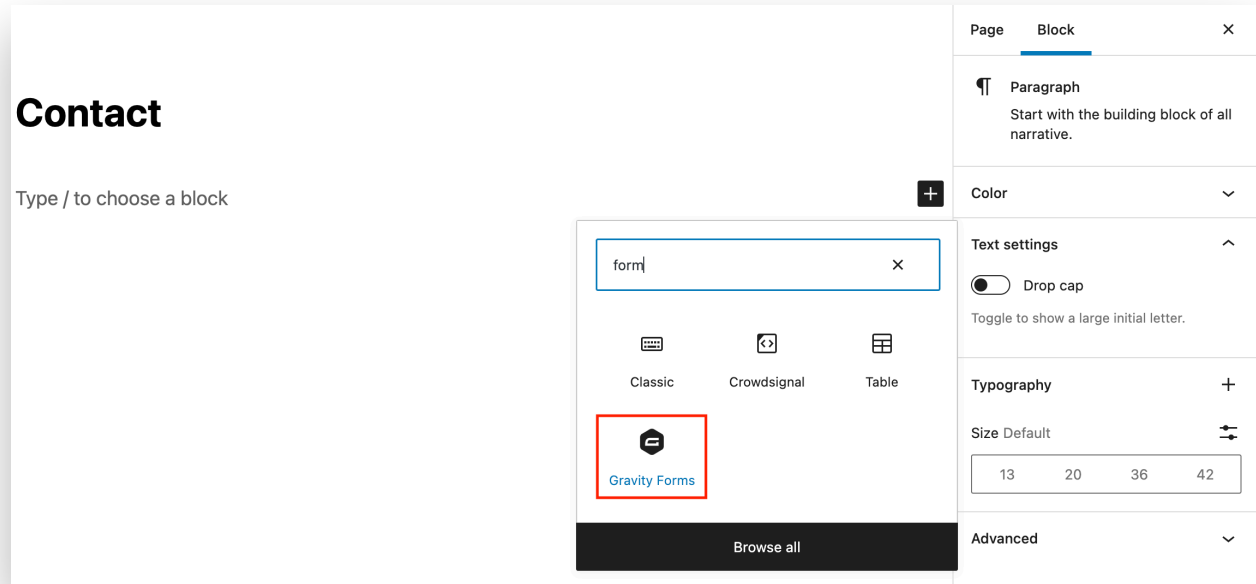 Contact
Type / to choose a block
form
Classic
Crowdsignal
Table
Gravity Forms
Browse all
Page
Block
Paragraph
Start with the building block of all
narrative.
Color
Text settings
Drop cap
Toggle to show a large initial letter.
Typography
Size Default
13 20 36 42
Advanced